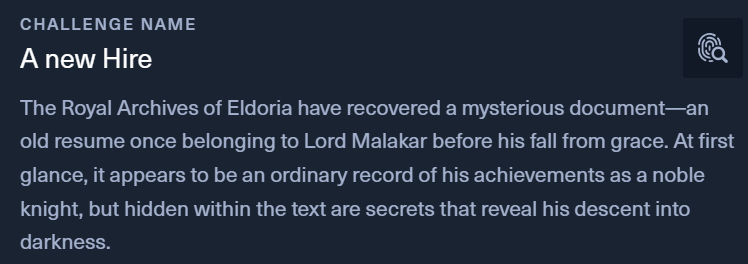 CHALLENGE NAME
A new Hire
The Royal Archives of Eldoria have recovered a mysterious document—an
old resume once belonging to Lord Malakar before his fall from grace. At first
glance, it appears to be an ordinary record of his achievements as a noble
knight, but hidden within the text are secrets that reveal his descent into
darkness.